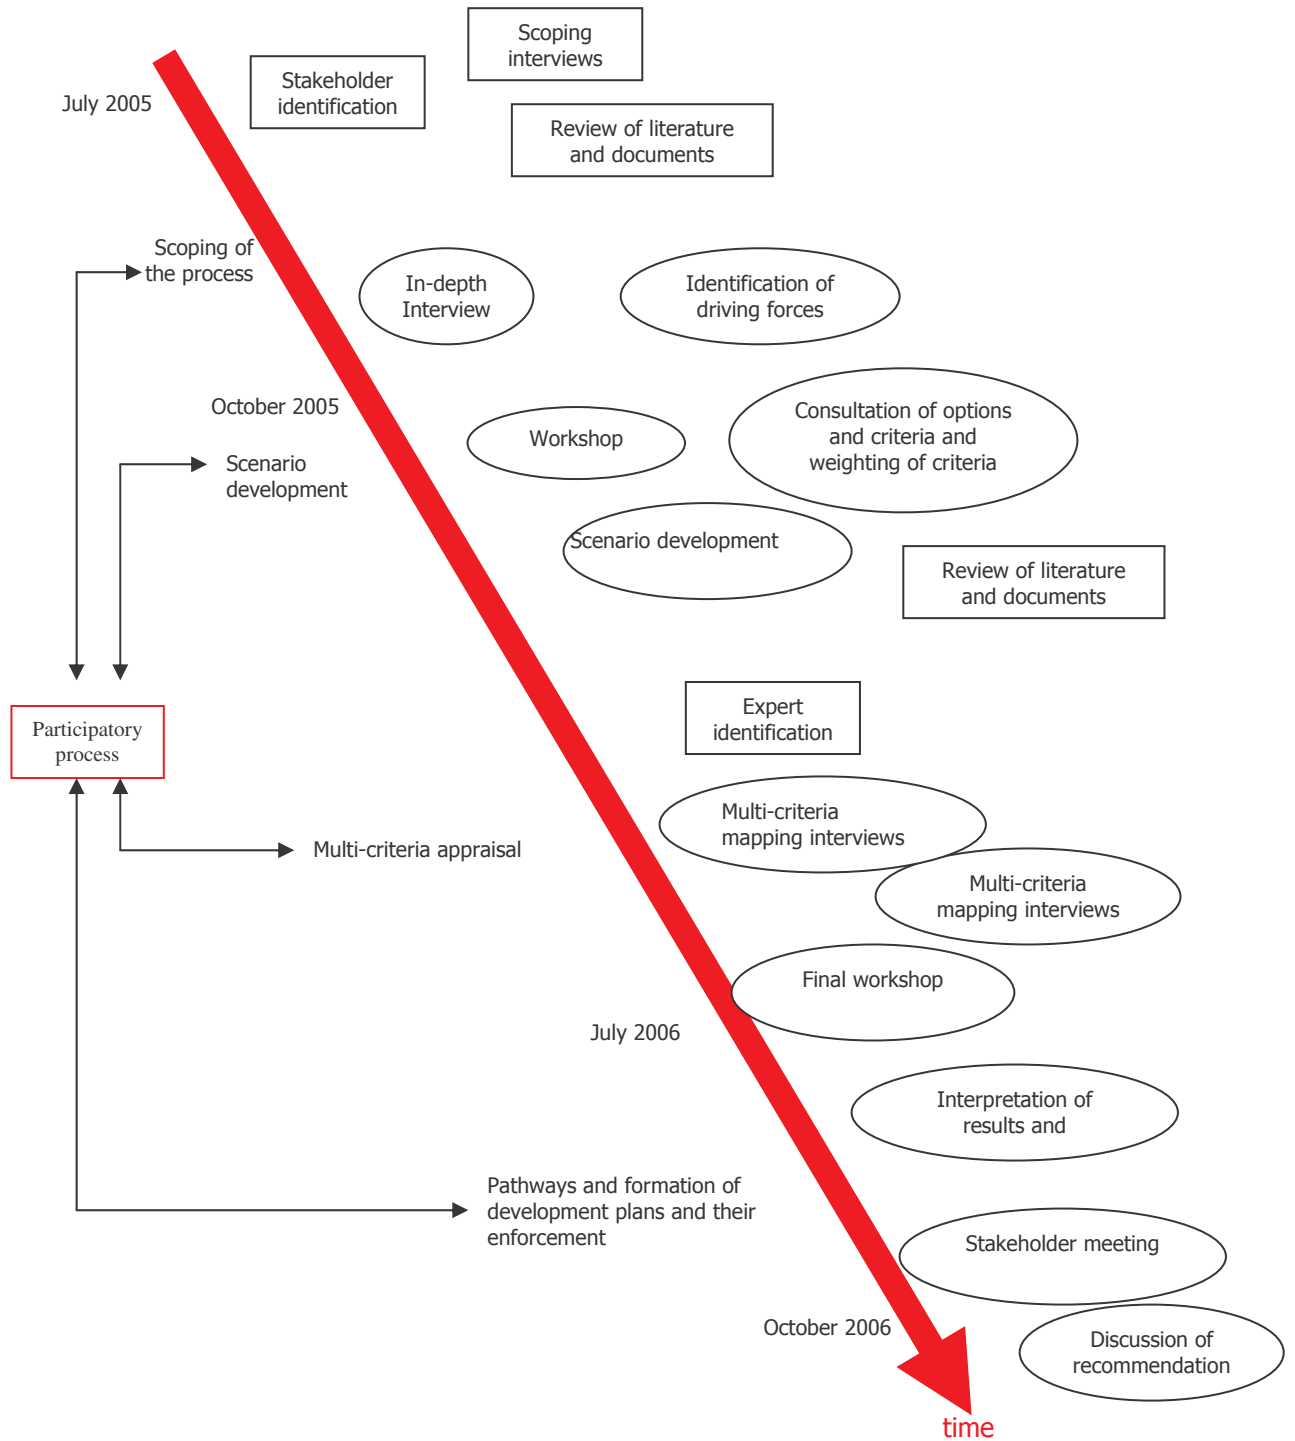 Scoping
interviews
Stakeholder
identification
July 2005
Review of literature
and documents
Scoping of
the process
In-depth
Interview
Identification of
driving forces
October 2005
Consultation of options
and criteria and
weighting of criteria
Workshop
Scenario
development
Scenario development
Review of literature
and documents
Expert
identification
Participatory
process
Multi-criteria
mapping interviews
Multi-criteria appraisal
Multi-criteria
mapping interviews
Final workshop
July 2006
Interpretation of
results and
Pathways and formation of
development plans and their
enforcement
Stakeholder meeting
October 2006
Discussion of
recommendation
time